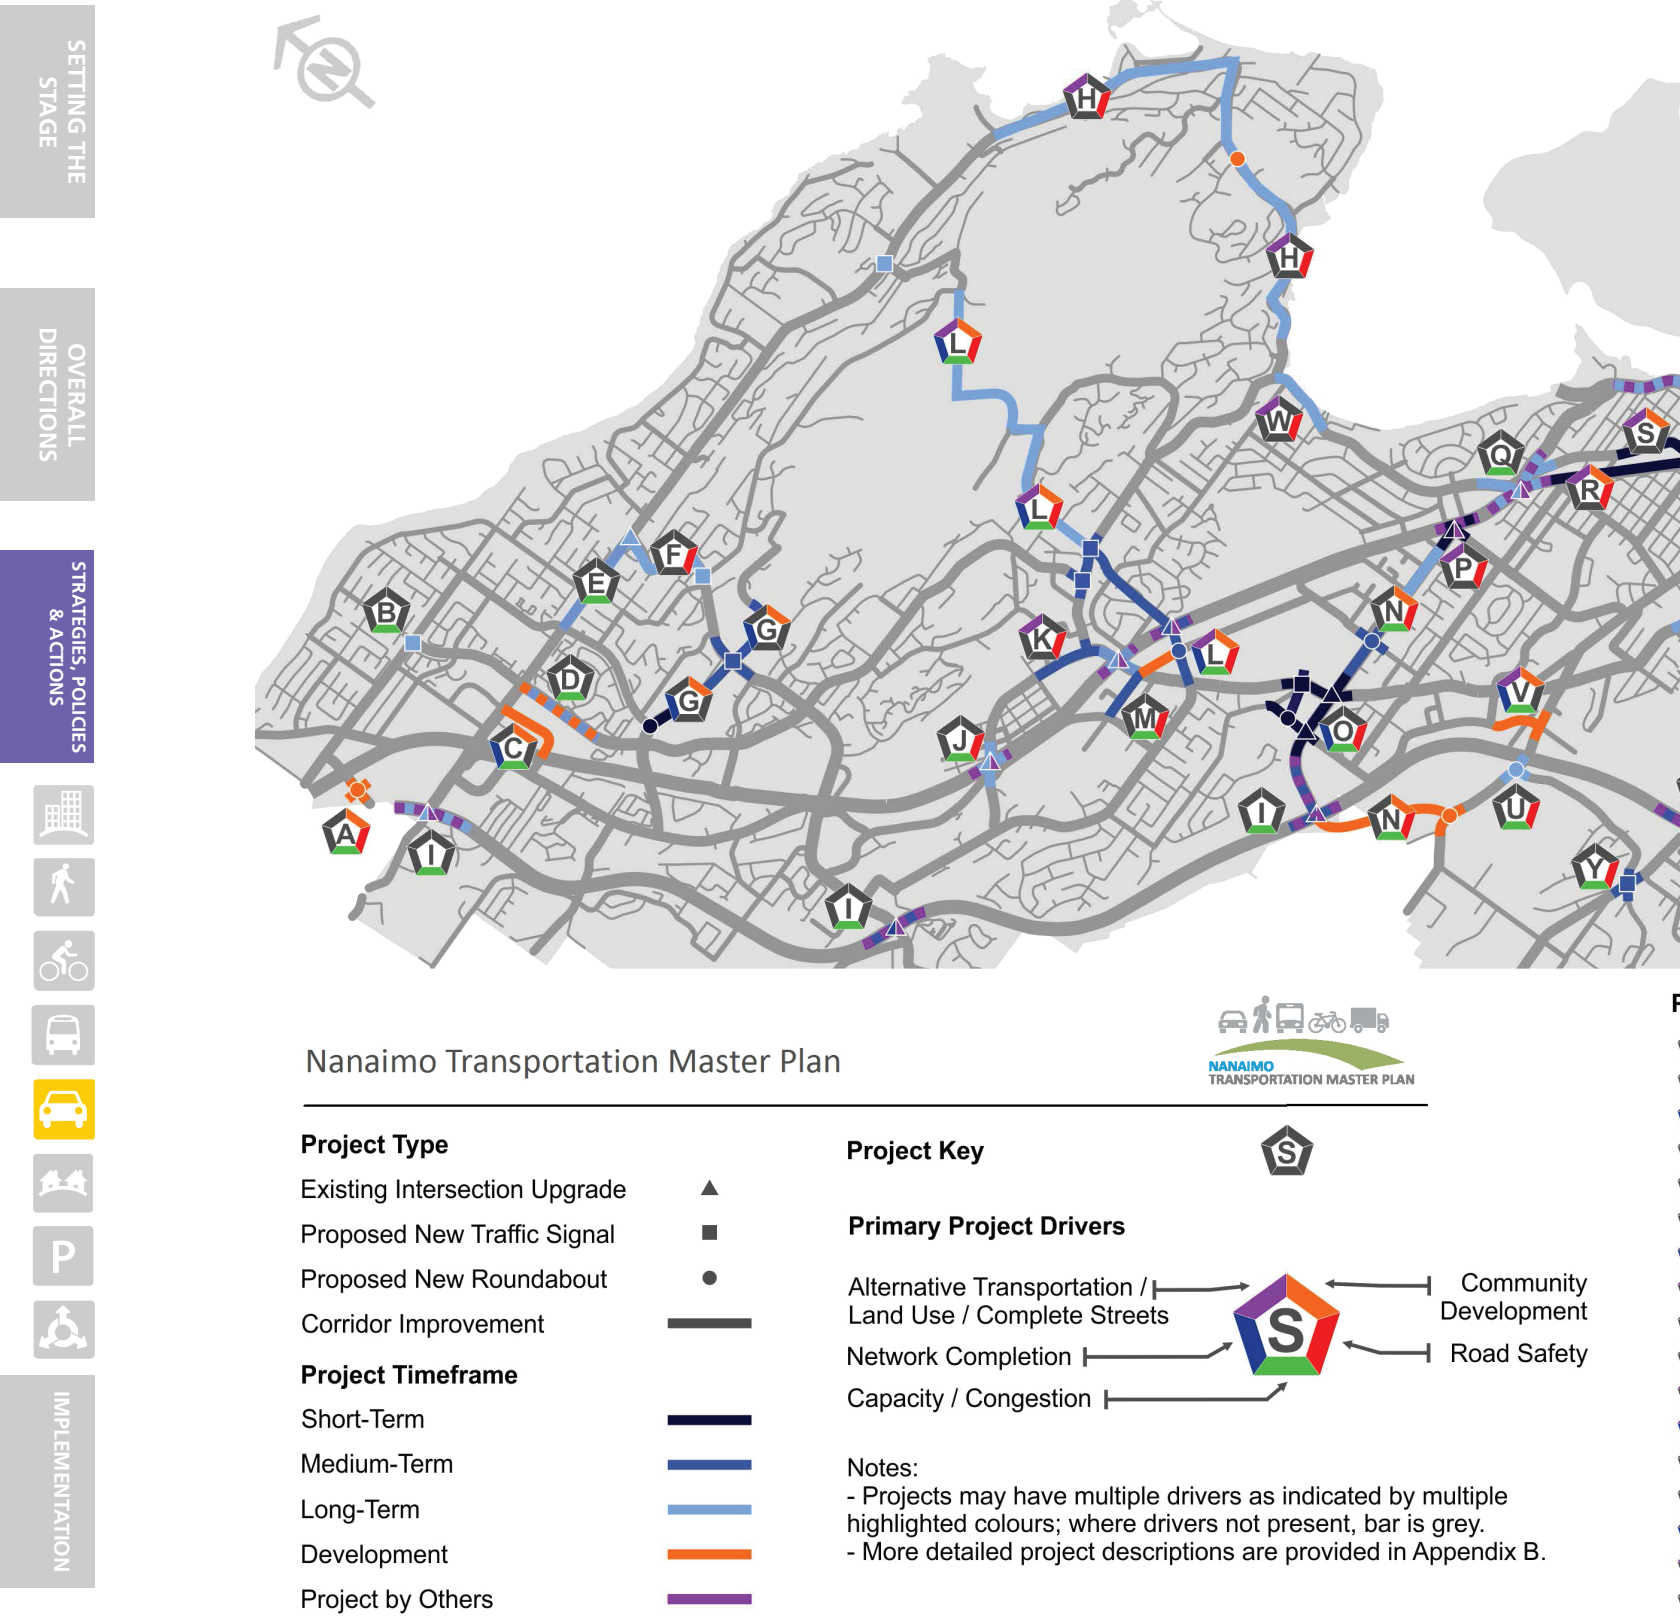 SETTING THE
STAGE
OVERALL
DIRECTIONS
STRATEGIES, POLICIES
& ACTIONS
P
IMPLEMENTATION
N
H
H
L
W
S
Q
R
L
F
E
P
B
N
G
K
L
D
G
V
M
O
C
J
I
N
U
A
I
Y
I
Nanaimo Transportation Master Plan
NANAIMO
TRANSPORTATION MASTER PLAN
Project Type
Existing Intersection Upgrade
Proposed New Traffic Signal
Proposed New Roundabout
Corridor Improvement
Project Timeframe
Short-Term
Medium-Term
Long-Term
Development
Project by Others
Project Key
S
Primary Project Drivers
Alternative Transportation /
Land Use / Complete Streets
Network Completion
Capacity / Congestion
S
Community
Development
Road Safety
Notes:
- Projects may have multiple drivers as indicated by multiple
highlighted colours; where drivers not present, bar is grey.
- More detailed project descriptions are provided in Appendix B.